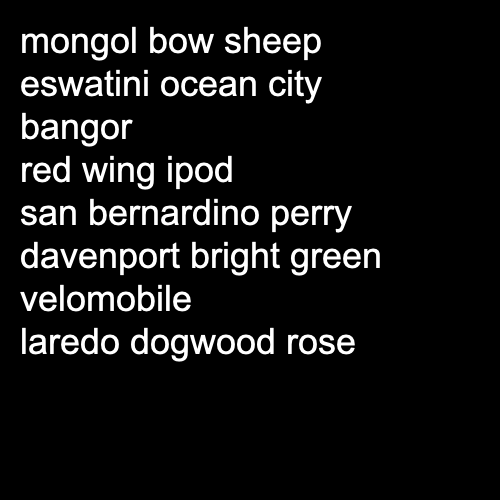 mongol bow sheep
eswatini ocean city
bangor
red wing ipod
san bernardino perry
davenport bright green
velomobile
laredo dogwood rose